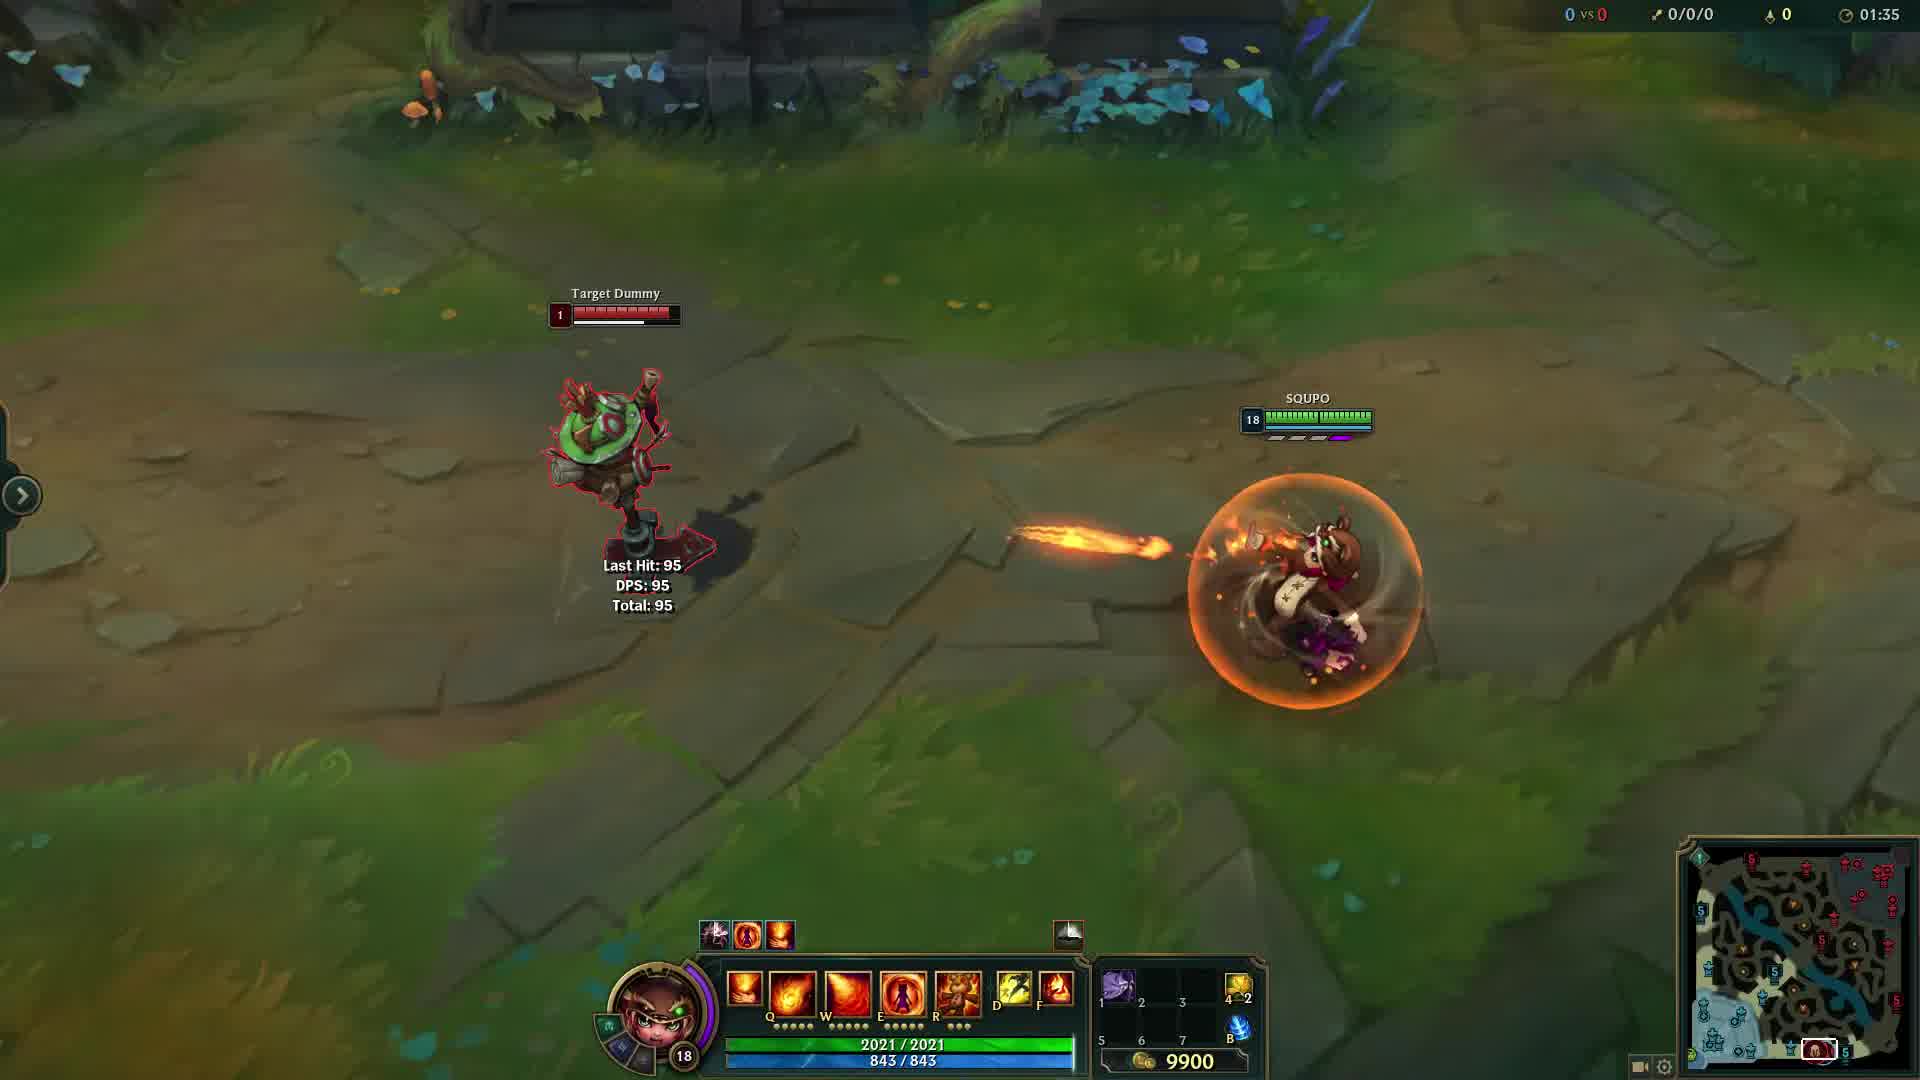 0 vs 0 0/0/0 0 01:35
Target Dummy
1
SQUPO
18
Last Hit: 95
DPS: 95
Total: 95
Q W E R D F
1 2 3 4 2
5 6 7 B
18
2021 / 2021
843 / 843
9900
S
S
S
S
S
S
S